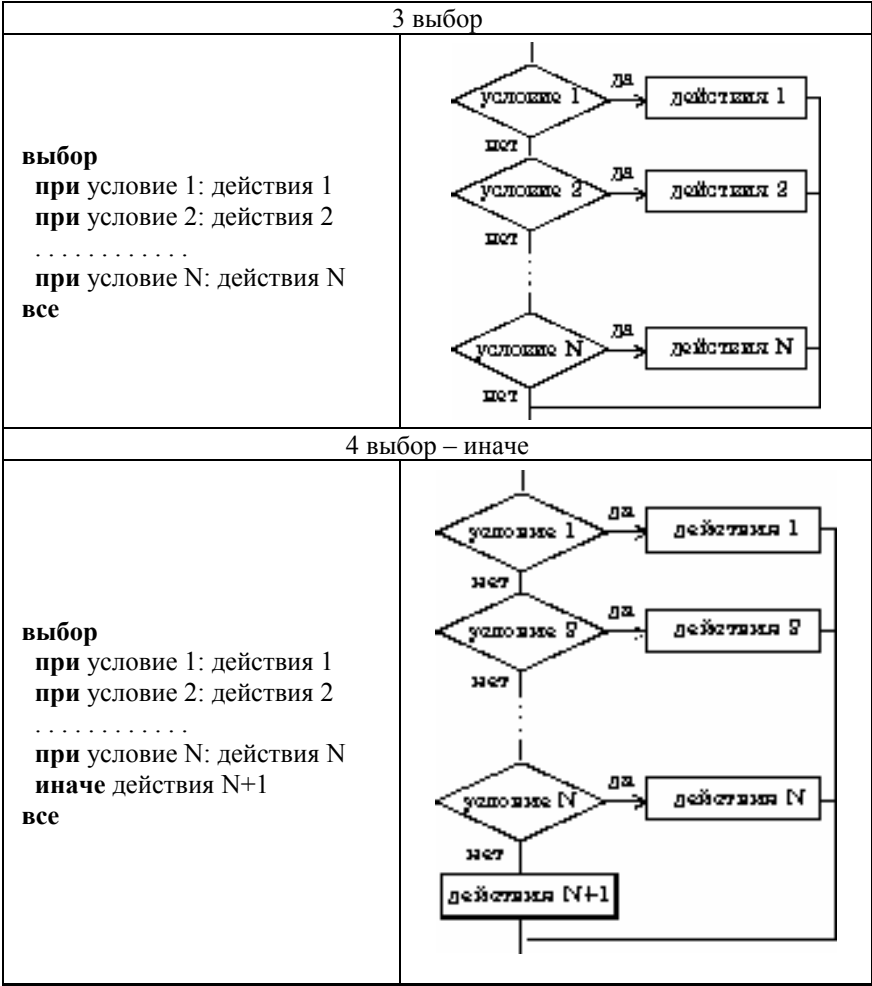 3 выбор
выбор
при условие 1: действия 1
при условие 2: действия 2
. . . . . . . . . . . .
при условие N: действия N
все
условие 1
да
действия 1
нет
условие 2
да
действия 2
нет
условие N
да
действия N
нет
4 выбор – иначе
выбор
при условие 1: действия 1
при условие 2: действия 2
. . . . . . . . . . . .
при условие N: действия N
иначе действия N+1
все
условие 1
да
действия 1
нет
условие 2
да
действия 2
нет
условие N
да
действия N
нет
действия N+1